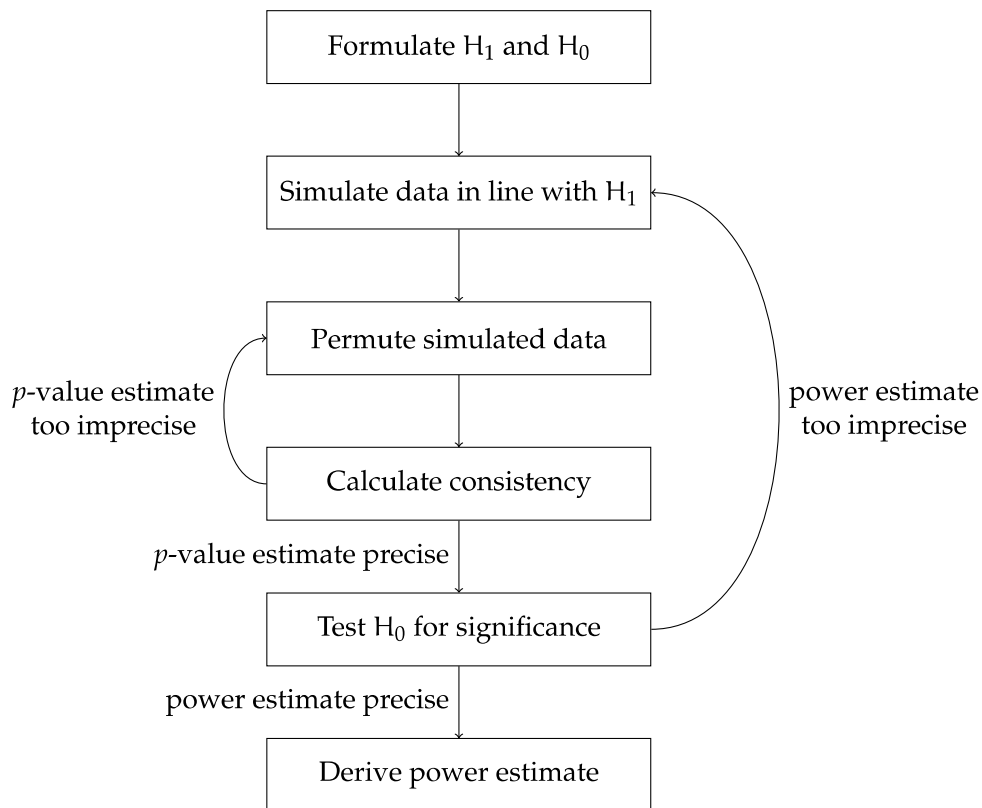 Formulate H₁ and H₀
Simulate data in line with H₁
Permute simulated data
p-value estimate
too imprecise
power estimate
too imprecise
Calculate consistency
p-value estimate precise
Test H₀ for significance
power estimate precise
Derive power estimate